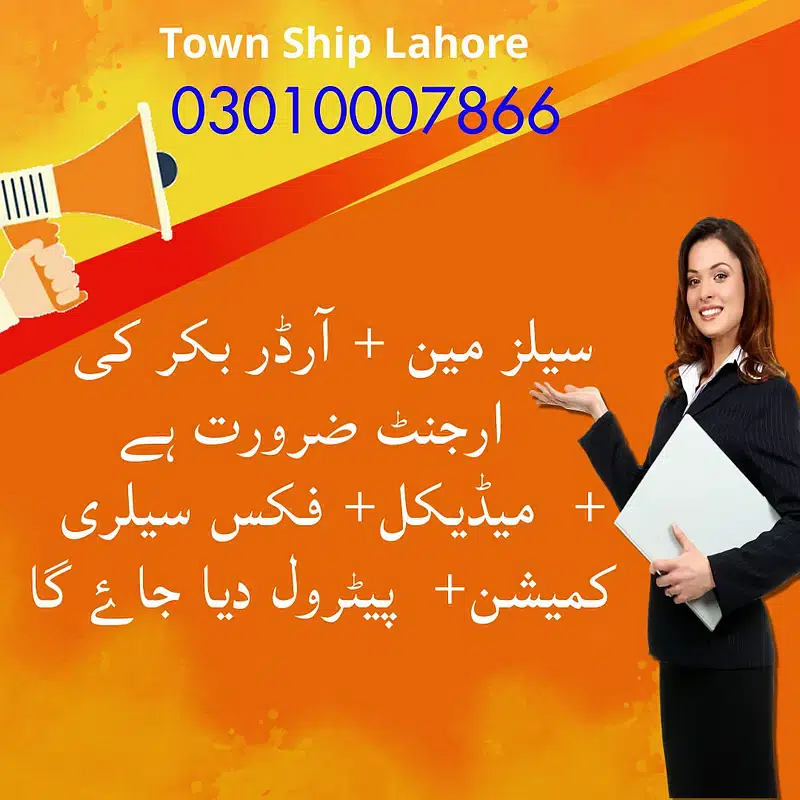 Town Ship Lahore
03010007866
سیلز مین + آرڈر بکر کی
ارجنٹ ضرورت ہے
+ میڈیکل+ فکس سیلری
کمیشن+ پیٹرول دیا جاۓ گا